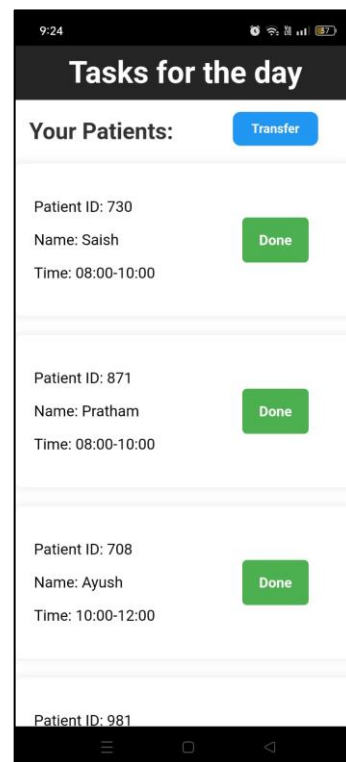 9:24
87
Tasks for the day
Your Patients:
Transfer
Patient ID: 730
Name: Saish
Time: 08:00-10:00
Done
Patient ID: 871
Name: Pratham
Time: 08:00-10:00
Done
Patient ID: 708
Name: Ayush
Time: 10:00-12:00
Done
Patient ID: 981